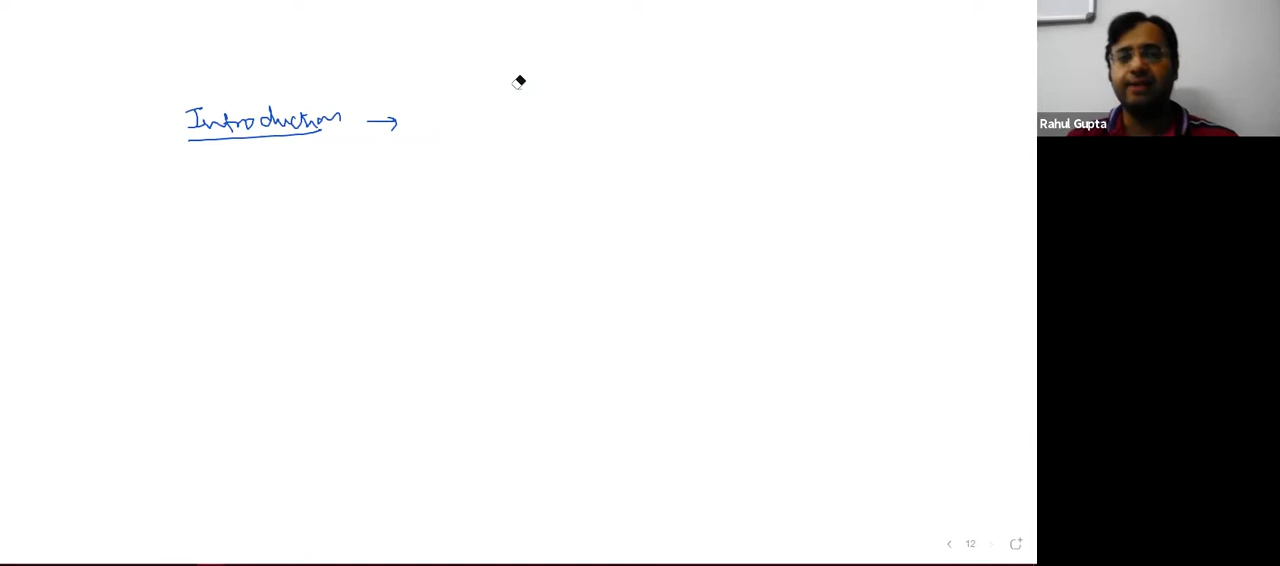 Introduction →
Rahul Gupta
12